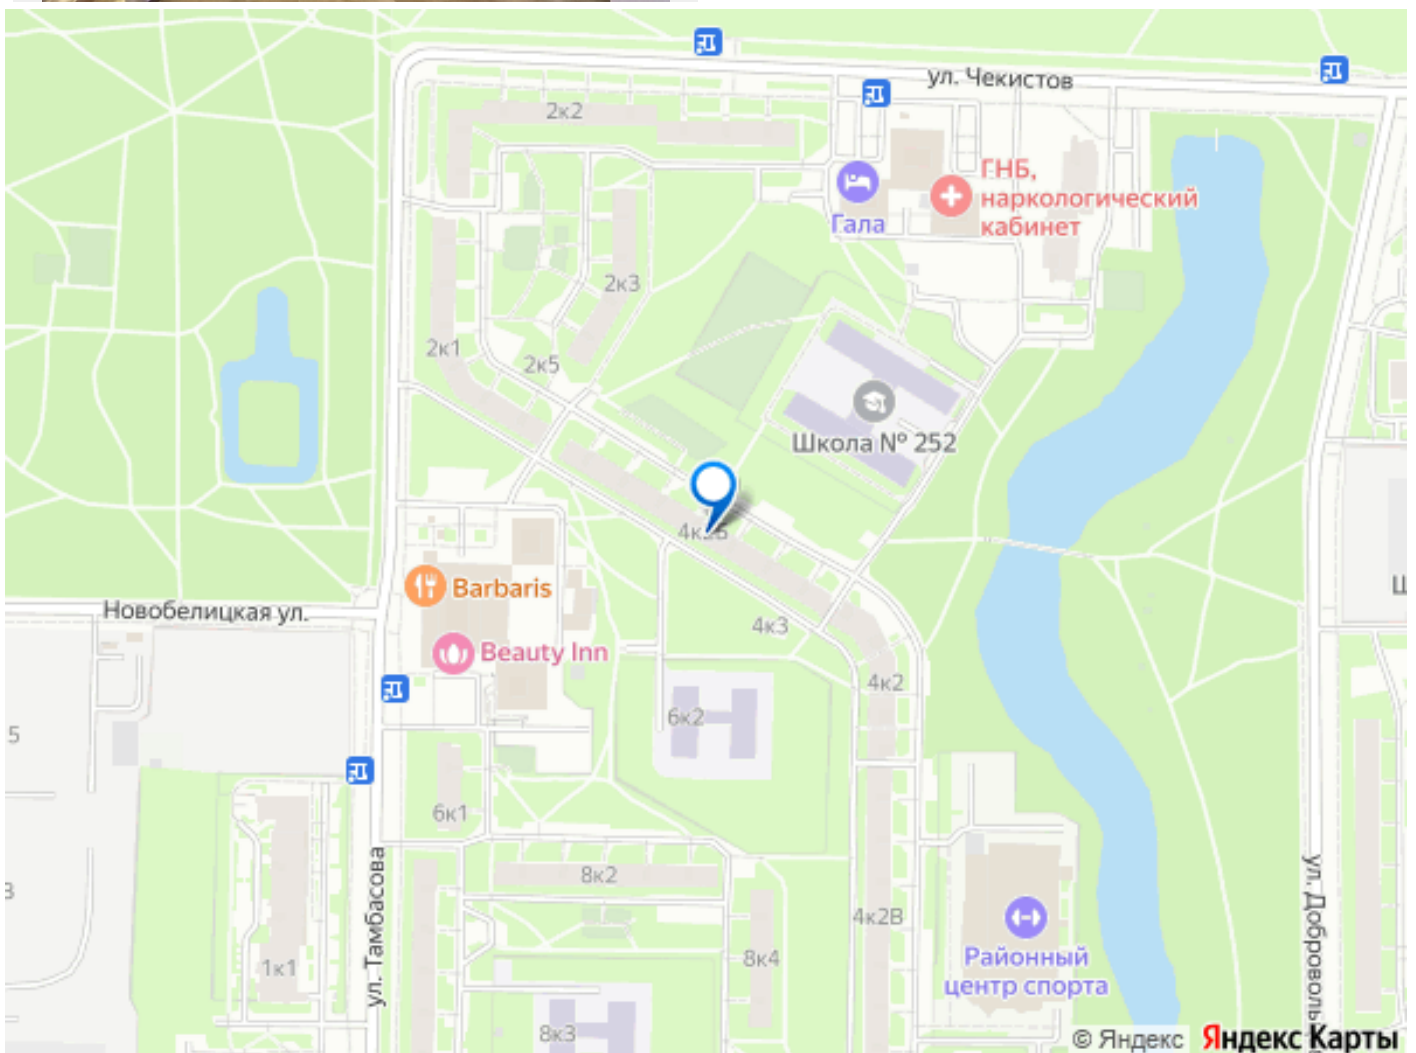 ул. Чекистов
2к2
ГНБ,
наркологический
кабинет
Гала
2к3
2к1
2к5
Школа № 252
Barbaris
Новобелицкая ул.
4к3
Beauty Inn
4к2
6к2
5
6к1
ул. Тамбасова
8к2
4к2В
8к4
1к1
Районный
центр спорта
8к3
© Яндекс Яндекс Карты